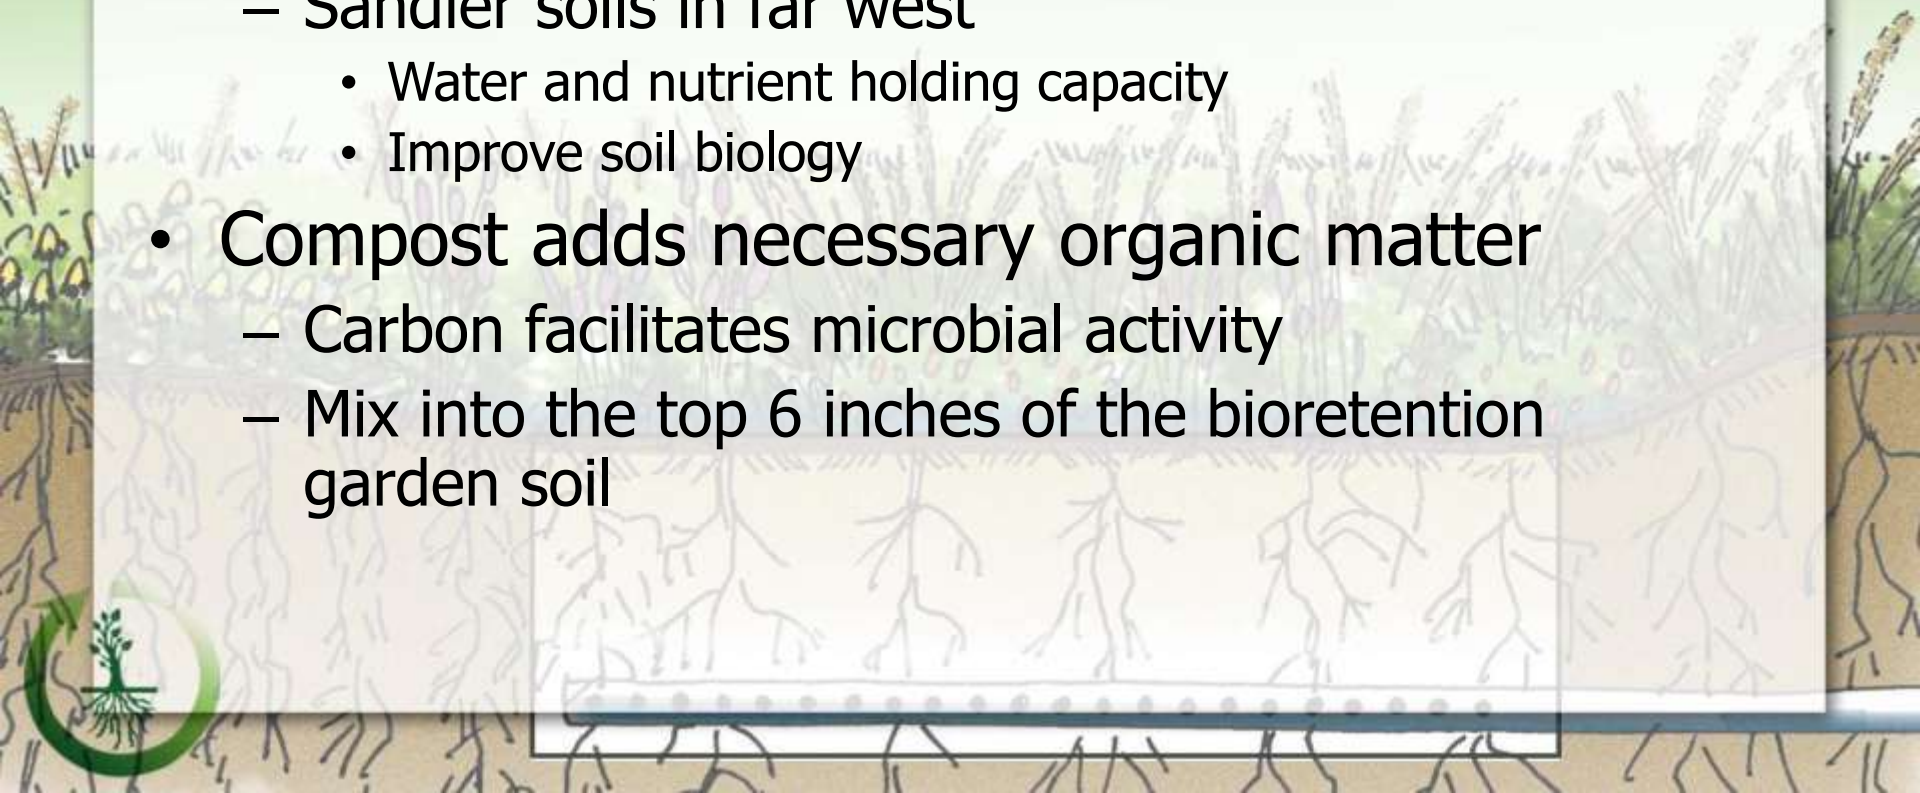 – Sandier soils in far west
• Water and nutrient holding capacity
• Improve soil biology
• Compost adds necessary organic matter
– Carbon facilitates microbial activity
– Mix into the top 6 inches of the bioretention
garden soil